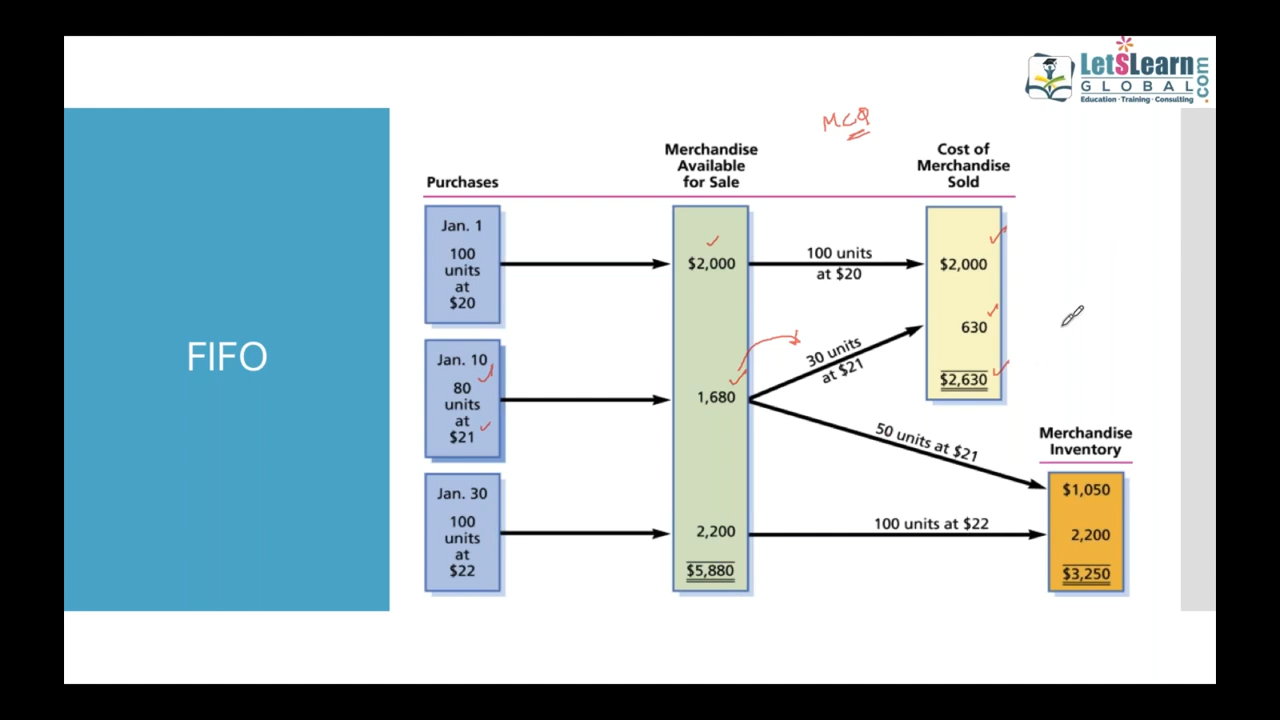 LetSLearn
.com
GLOBAL
Education · Training · Consulting
MCQ
FIFO
Purchases
Merchandise
Available
for Sale
Cost of
Merchandise
Sold
Jan. 1
100
units
at
$20
$2,000
100 units
at $20
$2,000
Jan. 10
80
units
at
$21
1,680
30 units
at $21
630
$2,630
50 units at $21
Merchandise
Inventory
$1,050
Jan. 30
100
units
at
$22
2,200
$5,880
100 units at $22
2,200
$3,250